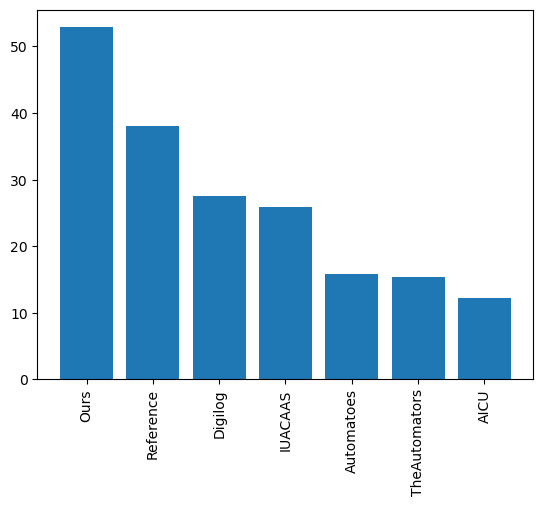 50
40
30
20
10
0
Ours
Reference
Digilog
IUACAAS
Automatoes
TheAutomators
AICU